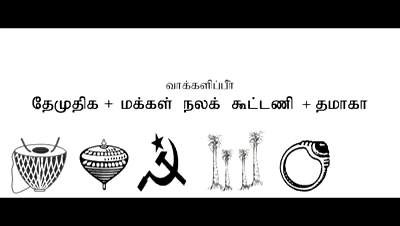 வாக்களிப்பீர்
தேமுதிக + மக்கள் நலக் கூட்டணி + தமாகா